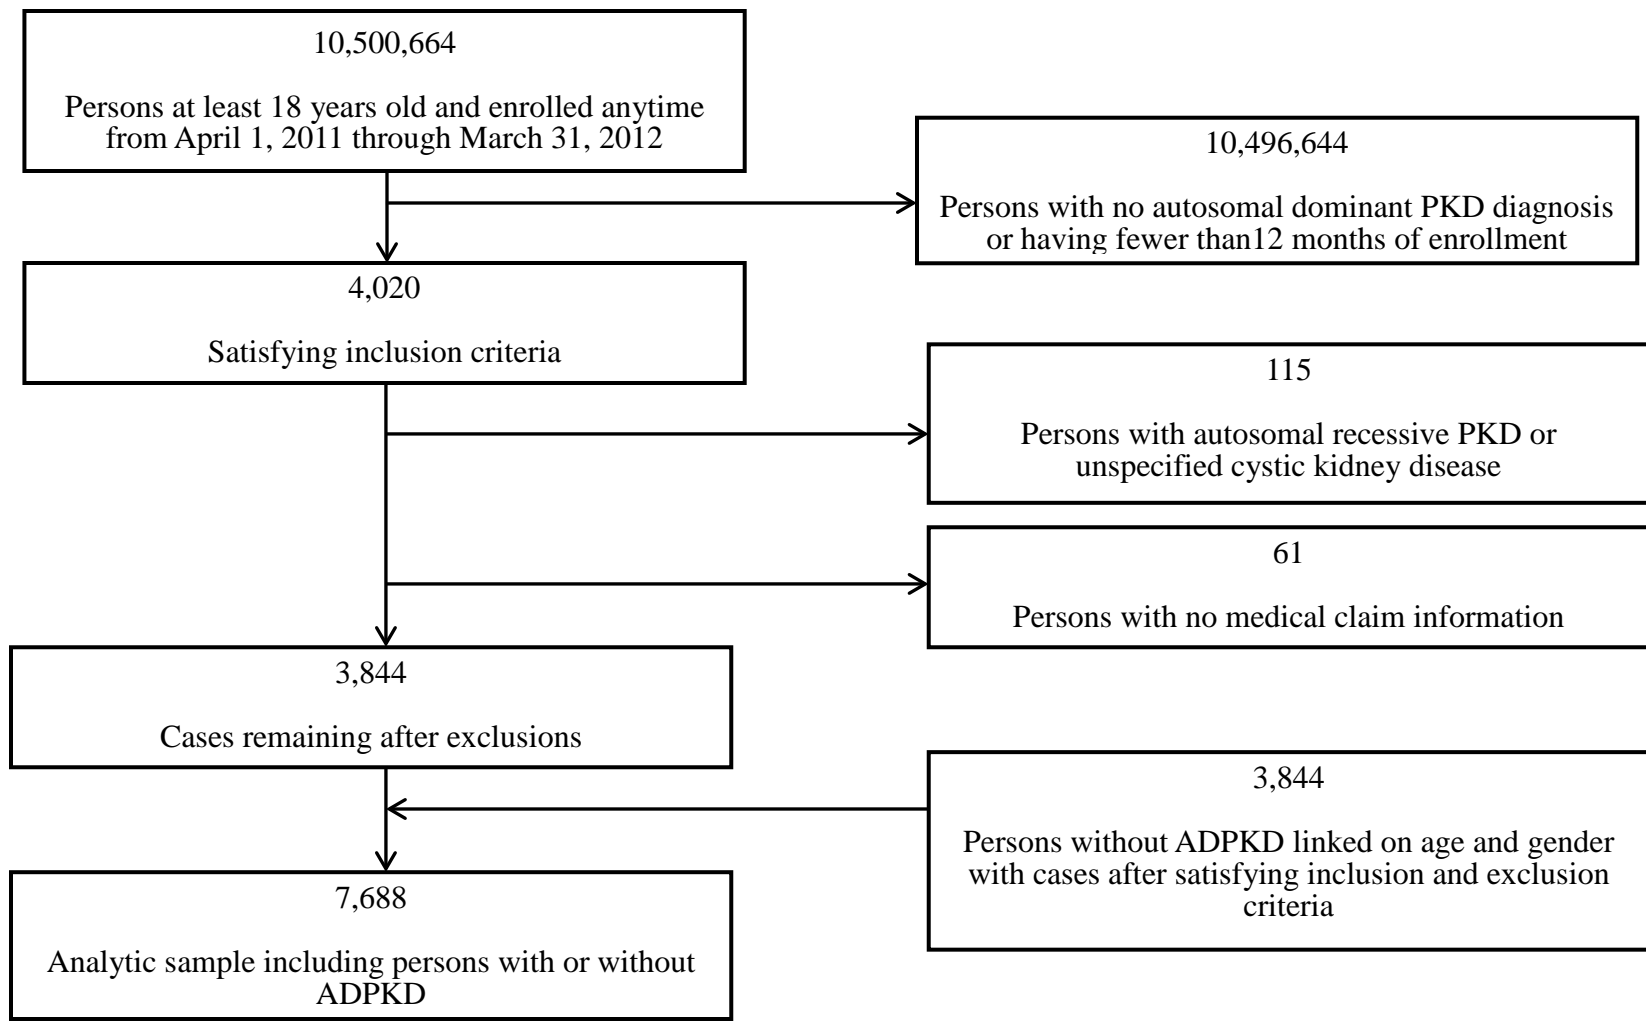 10,500,664
Persons at least 18 years old and enrolled anytime
from April 1, 2011 through March 31, 2012
10,496,644
Persons with no autosomal dominant PKD diagnosis
or having fewer than12 months of enrollment
4,020
Satisfying inclusion criteria
115
Persons with autosomal recessive PKD or
unspecified cystic kidney disease
61
Persons with no medical claim information
3,844
Cases remaining after exclusions
3,844
Persons without ADPKD linked on age and gender
with cases after satisfying inclusion and exclusion
criteria
7,688
Analytic sample including persons with or without
ADPKD